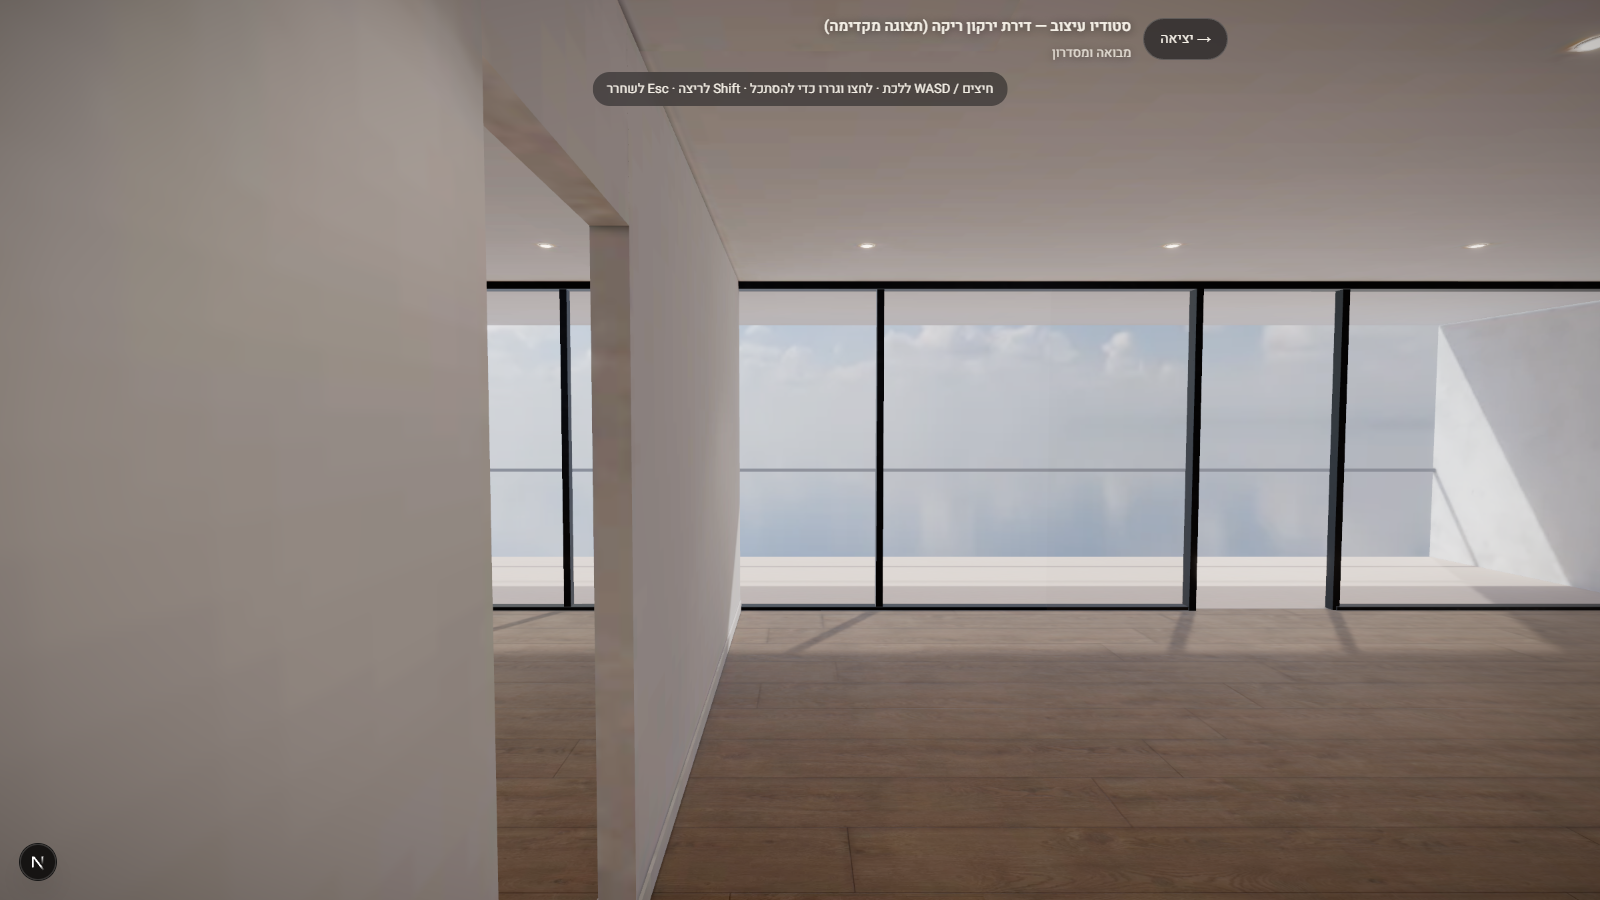 סטודיו עיצוב — דירת ירקון ריקה (תצוגה מקדימה)
מבואה ומסדרון
→ יציאה
חיצים / WASD ללכת · לחצו וגררו כדי להסתכל · Shift לריצה · Esc לשחרר
N